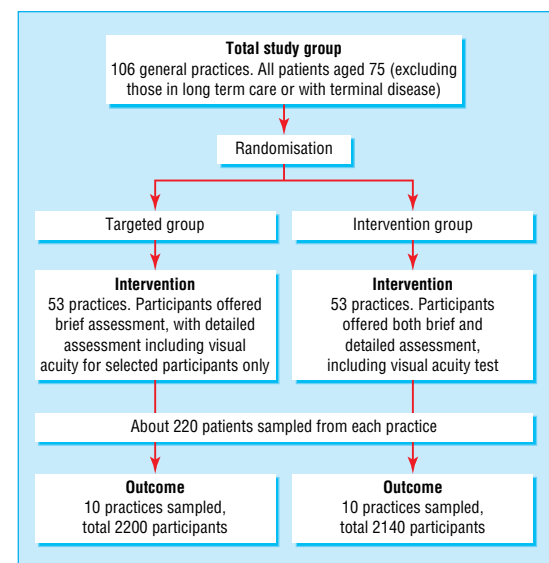 Total study group
106 general practices. All patients aged 75 (excluding
those in long term care or with terminal disease)
Randomisation
Targeted group
Intervention group
Intervention
53 practices. Participants offered
brief assessment, with detailed
assessment including visual
acuity for selected participants only
Intervention
53 practices. Participants
offered both brief and
detailed assessment,
including visual acuity test
About 220 patients sampled from each practice
Outcome
10 practices sampled,
total 2200 participants
Outcome
10 practices sampled,
total 2140 participants